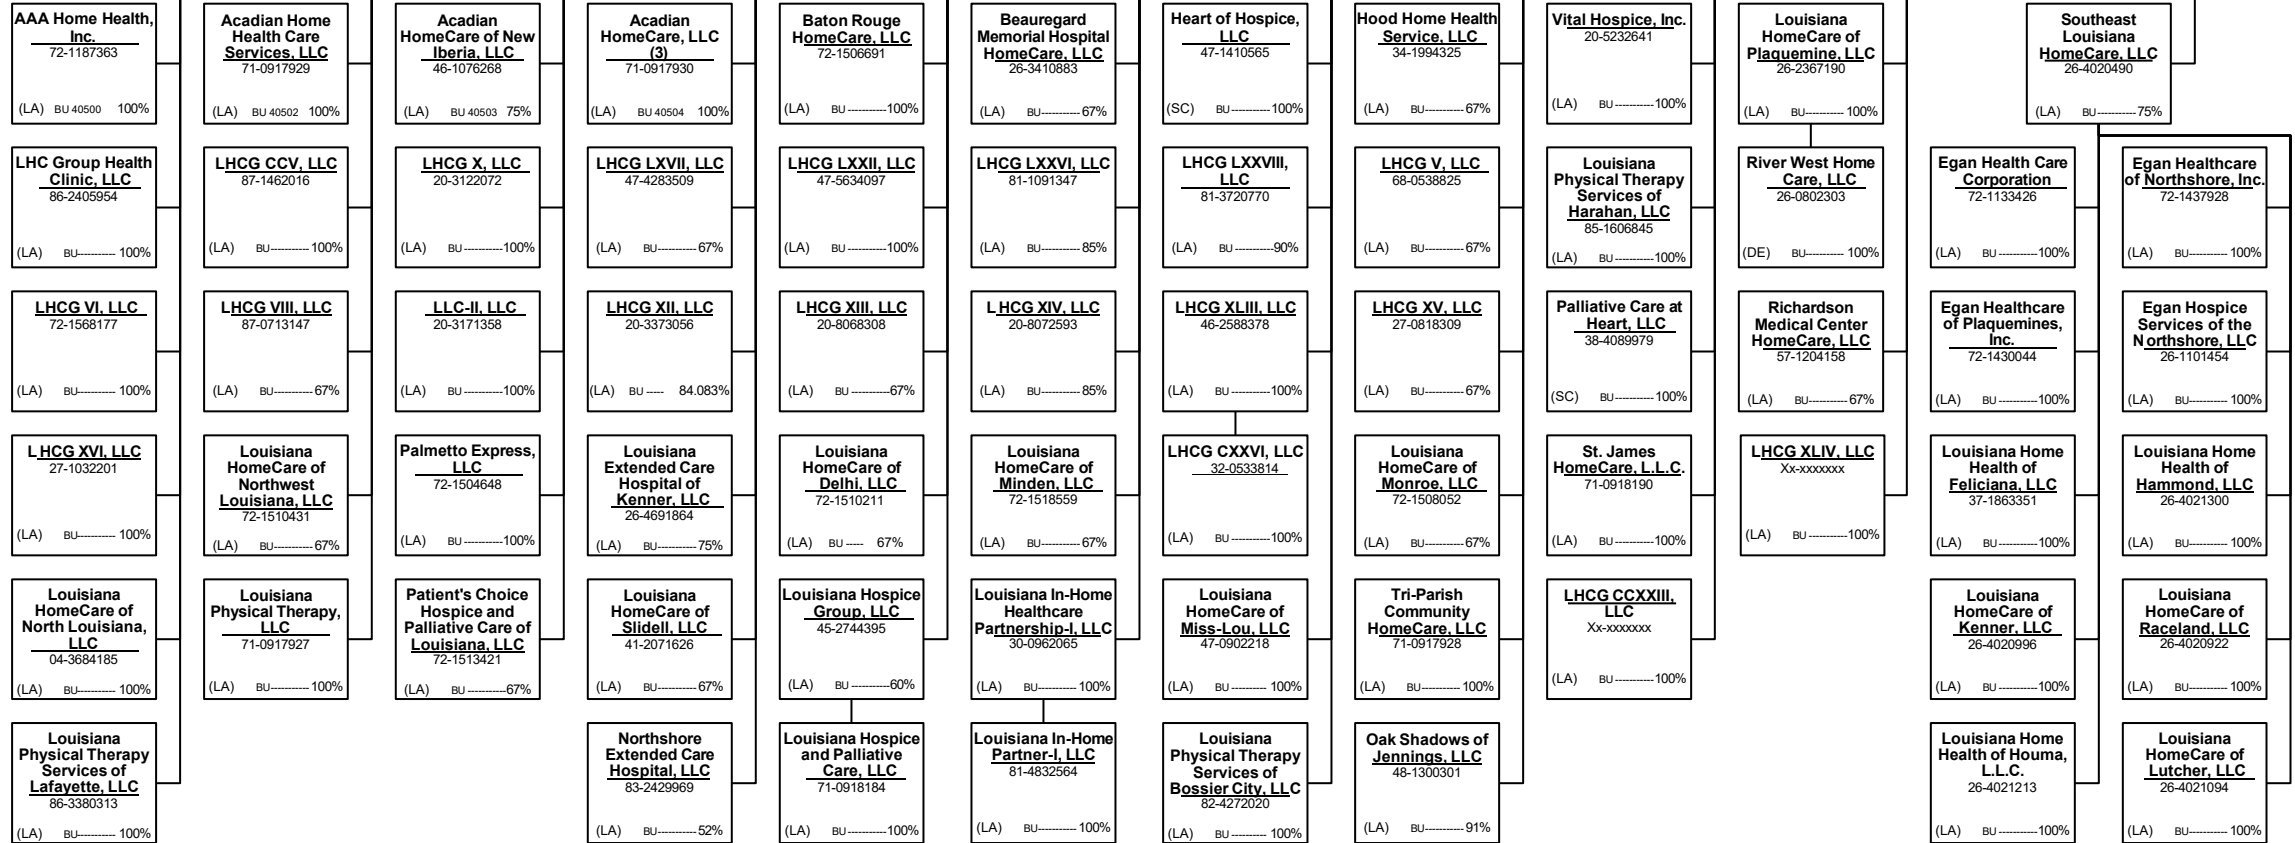 AAA Home Health,
Inc.
72-1187363
(LA) BU 40500 100%
Acadian Home
Health Care
Services, LLC
71-0917929
(LA) BU 40502 100%
Acadian
HomeCare of New
Iberia, LLC
46-1076268
(LA) BU 40503 75%
Acadian
HomeCare, LLC
(3)
71-0917930
(LA) BU 40504 100%
Baton Rouge
HomeCare, LLC
72-1506691
(LA) BU -----------100%
Beauregard
Memorial Hospital
HomeCare, LLC
26-3410883
(LA) BU----------- 67%
Heart of Hospice,
LLC
47-1410565
(SC) BU-----------100%
Hood Home Health
Service, LLC
34-1994325
(LA) BU-----------67%
Vital Hospice, Inc.
20-5232641
(LA) BU -----------100%
Louisiana
HomeCare of
Plaquemine, LLC
26-2367190
(LA) BU----------- 100%
Southeast
Louisiana
HomeCare, LLC
26-4020490
(LA) BU-----------75%
LHC Group Health
Clinic, LLC
86-2405954
(LA) BU----------- 100%
LHCG CCV, LLC
87-1462016
(LA) BU----------- 100%
LHCG X, LLC
20-3122072
(LA) BU -----------100%
LHCG LXVII, LLC
47-4283509
(LA) BU-----------67%
LHCG LXXII, LLC
47-5634097
(LA) BU -----------100%
LHCG LXXVI, LLC
81-1091347
(LA) BU----------- 85%
LHCG LXXVIII,
LLC
81-3720770
(LA) BU -----------90%
LHCG V, LLC
68-0538825
(LA) BU-----------67%
Louisiana
Physical Therapy
Services of
Harahan, LLC
85-1606845
(LA) BU -----------100%
River West Home
Care, LLC
26-0802303
(DE) BU----------- 100%
Egan Health Care
Corporation
72-1133426
(LA) BU -----------100%
Egan Healthcare
of Northshore, Inc.
72-1437928
(LA) BU----------- 100%
LHCG VI, LLC
72-1568177
(LA) BU----------- 100%
LHCG VIII, LLC
87-0713147
(LA) BU-----------67%
LLC-II, LLC
20-3171358
(LA) BU -----------100%
LHCG XII, LLC
20-3373056
(LA) BU ----- 84.083%
LHCG XIII, LLC
20-8068308
(LA) BU -----------67%
LHCG XIV, LLC
20-8072593
(LA) BU----------- 85%
LHCG XLIII, LLC
46-2588378
(LA) BU -----------100%
LHCG XV, LLC
27-0818309
(LA) BU-----------67%
Palliative Care at
Heart, LLC
38-4089979
(SC) BU-----------100%
Richardson
Medical Center
HomeCare, LLC
57-1204158
(LA) BU-----------67%
Egan Healthcare
of Plaquemines,
Inc.
72-1430044
(LA) BU -----------100%
Egan Hospice
Services of the
Northshore, LLC
26-1101454
(LA) BU----------- 100%
LHCG XVI, LLC
27-1032201
(LA) BU----------- 100%
Louisiana
HomeCare of
Northwest
Louisiana, LLC
72-1510431
(LA) BU-----------67%
Palmetto Express,
LLC
72-1504648
(LA) BU -----------100%
Louisiana
Extended Care
Hospital of
Kenner, LLC
26-4691864
(LA) BU-----------75%
Louisiana
HomeCare of
Delhi, LLC
72-1510211
(LA) BU ----- 67%
Louisiana
HomeCare of
Minden, LLC
72-1518559
(LA) BU----------- 67%
LHCG CXXVI, LLC
32-0533814
(LA) BU -----------100%
Louisiana
HomeCare of
Monroe, LLC
72-1508052
(LA) BU-----------67%
St. James
HomeCare, L.L.C.
71-0918190
(LA) BU -----------100%
LHCG XLIV, LLC
Xx-xxxxxxx
(LA) BU -----------100%
Louisiana Home
Health of
Feliciana, LLC
37-1863351
(LA) BU -----------100%
Louisiana Home
Health of
Hammond, LLC
26-4021300
(LA) BU----------- 100%
Louisiana
HomeCare of
North Louisiana,
LLC
04-3684185
(LA) BU----------- 100%
Louisiana
Physical Therapy,
LLC
71-0917927
(LA) BU-----------100%
Patient's Choice
Hospice and
Palliative Care of
Louisiana, LLC
72-1513421
(LA) BU -----------67%
Louisiana
HomeCare of
Slidell, LLC
41-2071626
(LA) BU-----------67%
Louisiana Hospice
Group, LLC
45-2744395
(LA) BU -----------60%
Louisiana In-Home
Healthcare
Partnership-I, LLC
30-0962065
(LA) BU----------- 100%
Louisiana
HomeCare of
Miss-Lou, LLC
47-0902218
(LA) BU----------- 100%
Tri-Parish
Community
HomeCare, LLC
71-0917928
(LA) BU-----------100%
LHCG CCXXIII,
LLC
Xx-xxxxxxx
(LA) BU -----------100%
Louisiana
HomeCare of
Kenner, LLC
26-4020996
(LA) BU -----------100%
Louisiana
HomeCare of
Raceland, LLC
26-4020922
(LA) BU----------- 100%
Louisiana
Physical Therapy
Services of
Lafayette, LLC
86-3380313
(LA) BU----------- 100%
Northshore
Extended Care
Hospital, LLC
83-2429969
(LA) BU-----------52%
Louisiana Hospice
and Palliative
Care, LLC
71-0918184
(LA) BU-----------100%
Louisiana In-Home
Partner-I, LLC
81-4832564
(LA) BU----------- 100%
Louisiana
Physical Therapy
Services of
Bossier City, LLC
82-4272020
(LA) BU----------- 100%
Oak Shadows of
Jennings, LLC
48-1300301
(LA) BU-----------91%
Louisiana Home
Health of Houma,
L.L.C.
26-4021213
(LA) BU -----------100%
Louisiana
HomeCare of
Lutcher, LLC
26-4021094
(LA) BU----------- 100%